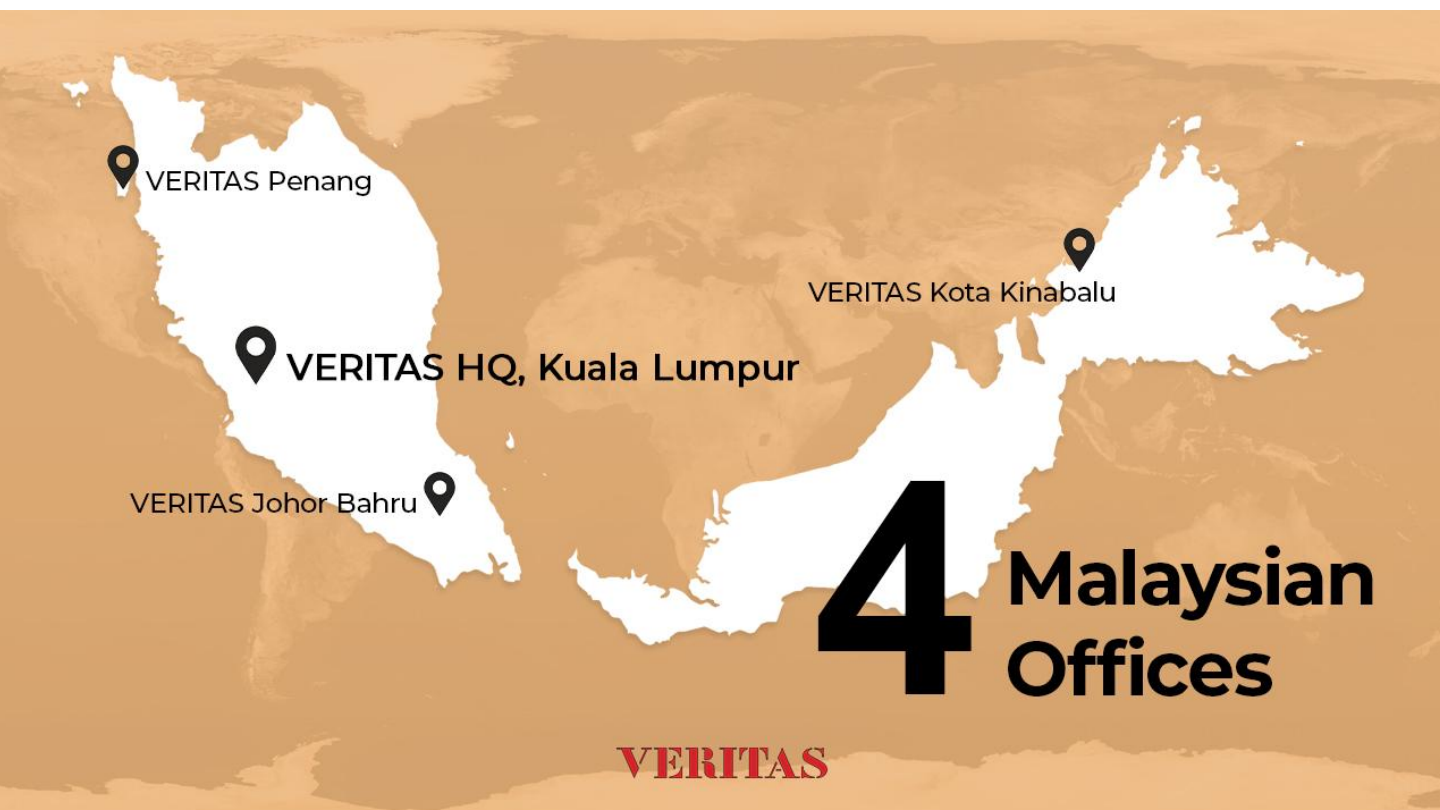 VERITAS Penang
VERITAS Kota Kinabalu
VERITAS HQ, Kuala Lumpur
VERITAS Johor Bahru
4
Malaysian
Offices
VERITAS